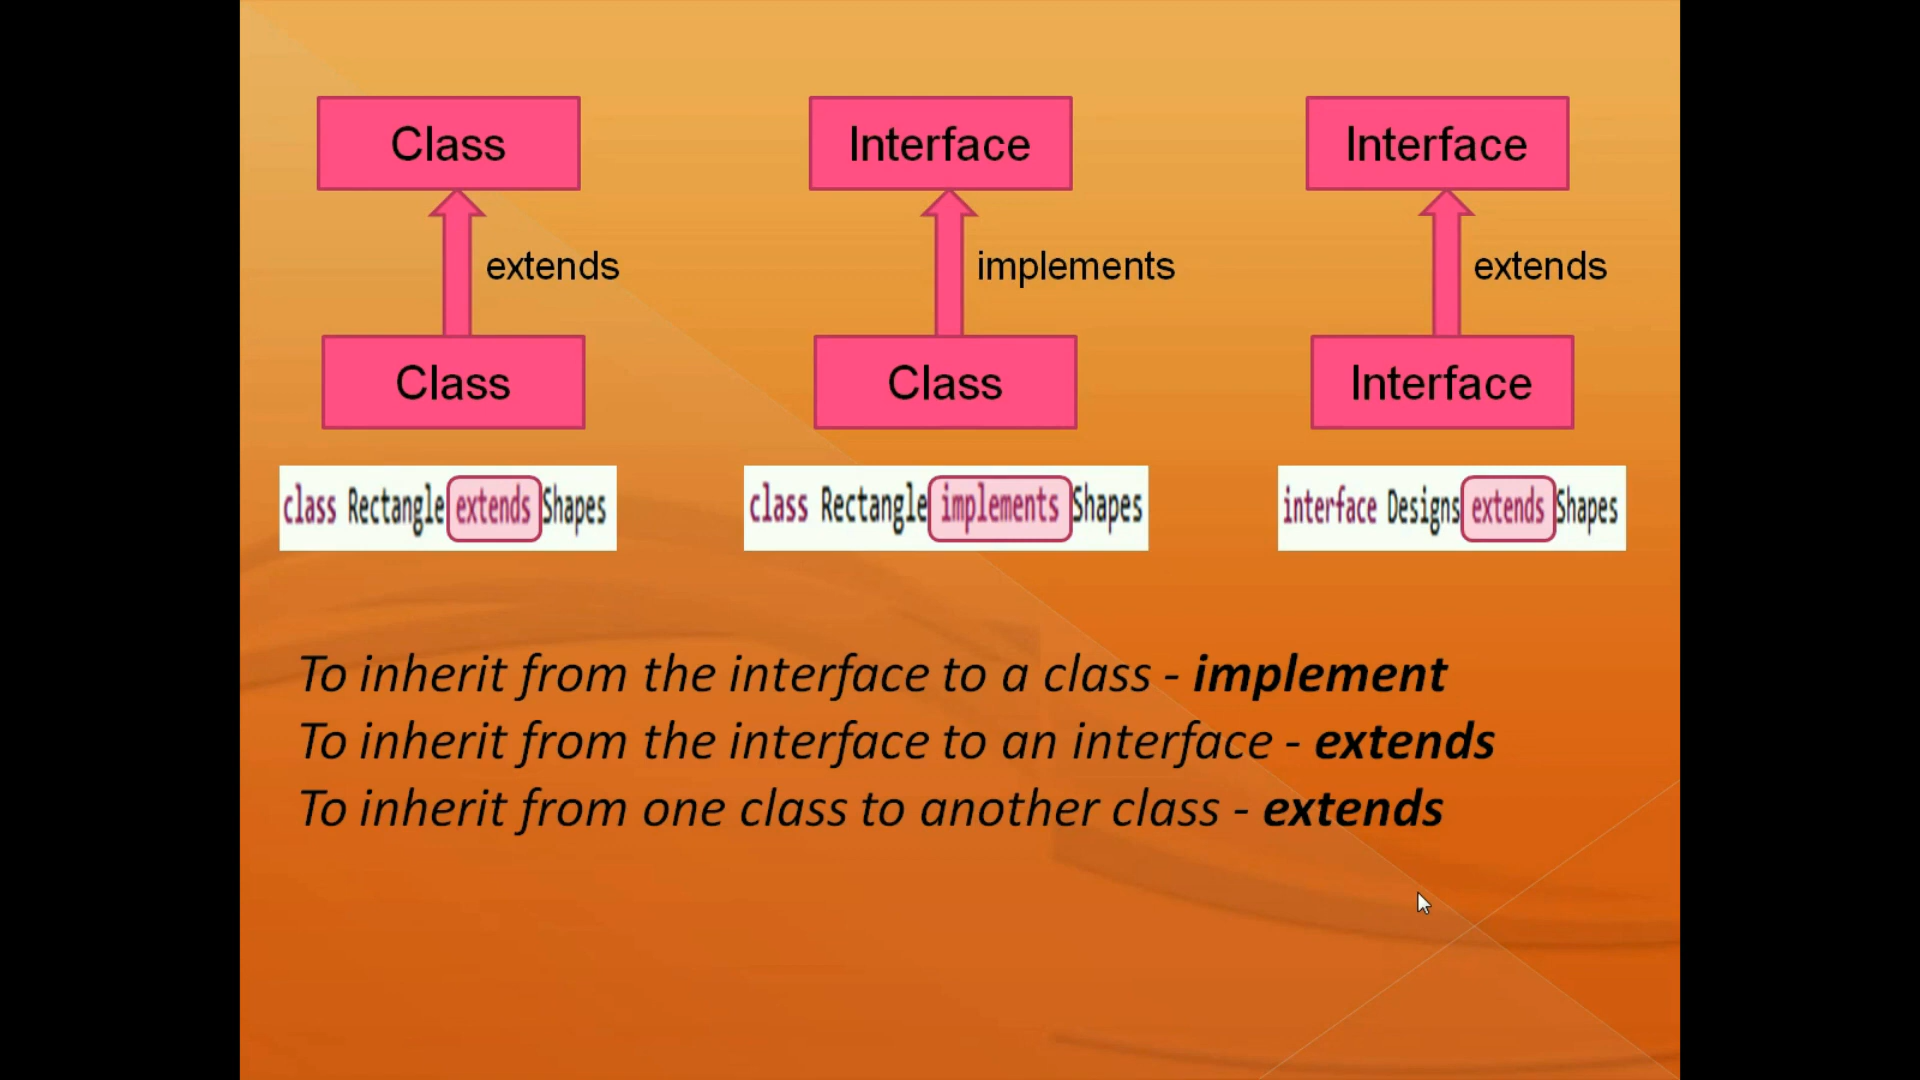 Class
Interface
Interface
extends
implements
extends
Class
Class
Interface
class Rectangle extends Shapes
class Rectangle implements Shapes
interface Designs extends Shapes
To inherit from the interface to a class - implement
To inherit from the interface to an interface - extends
To inherit from one class to another class - extends